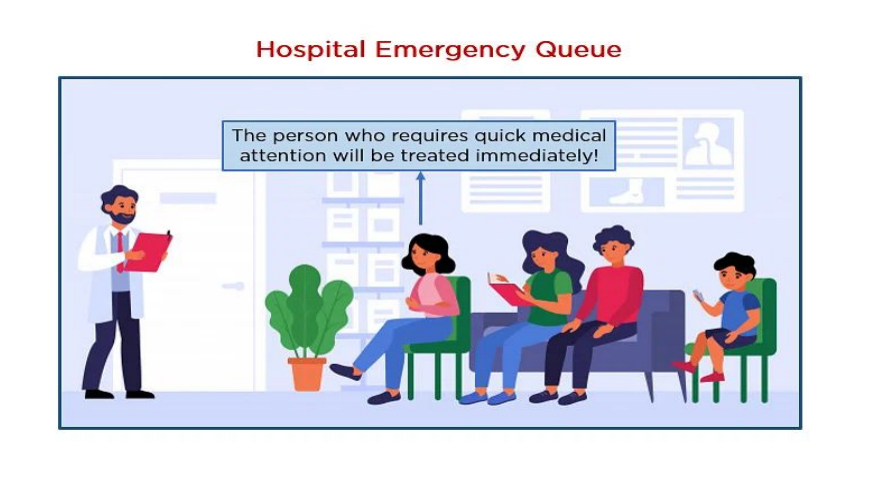 Hospital Emergency Queue
The person who requires quick medical
attention will be treated immediately!